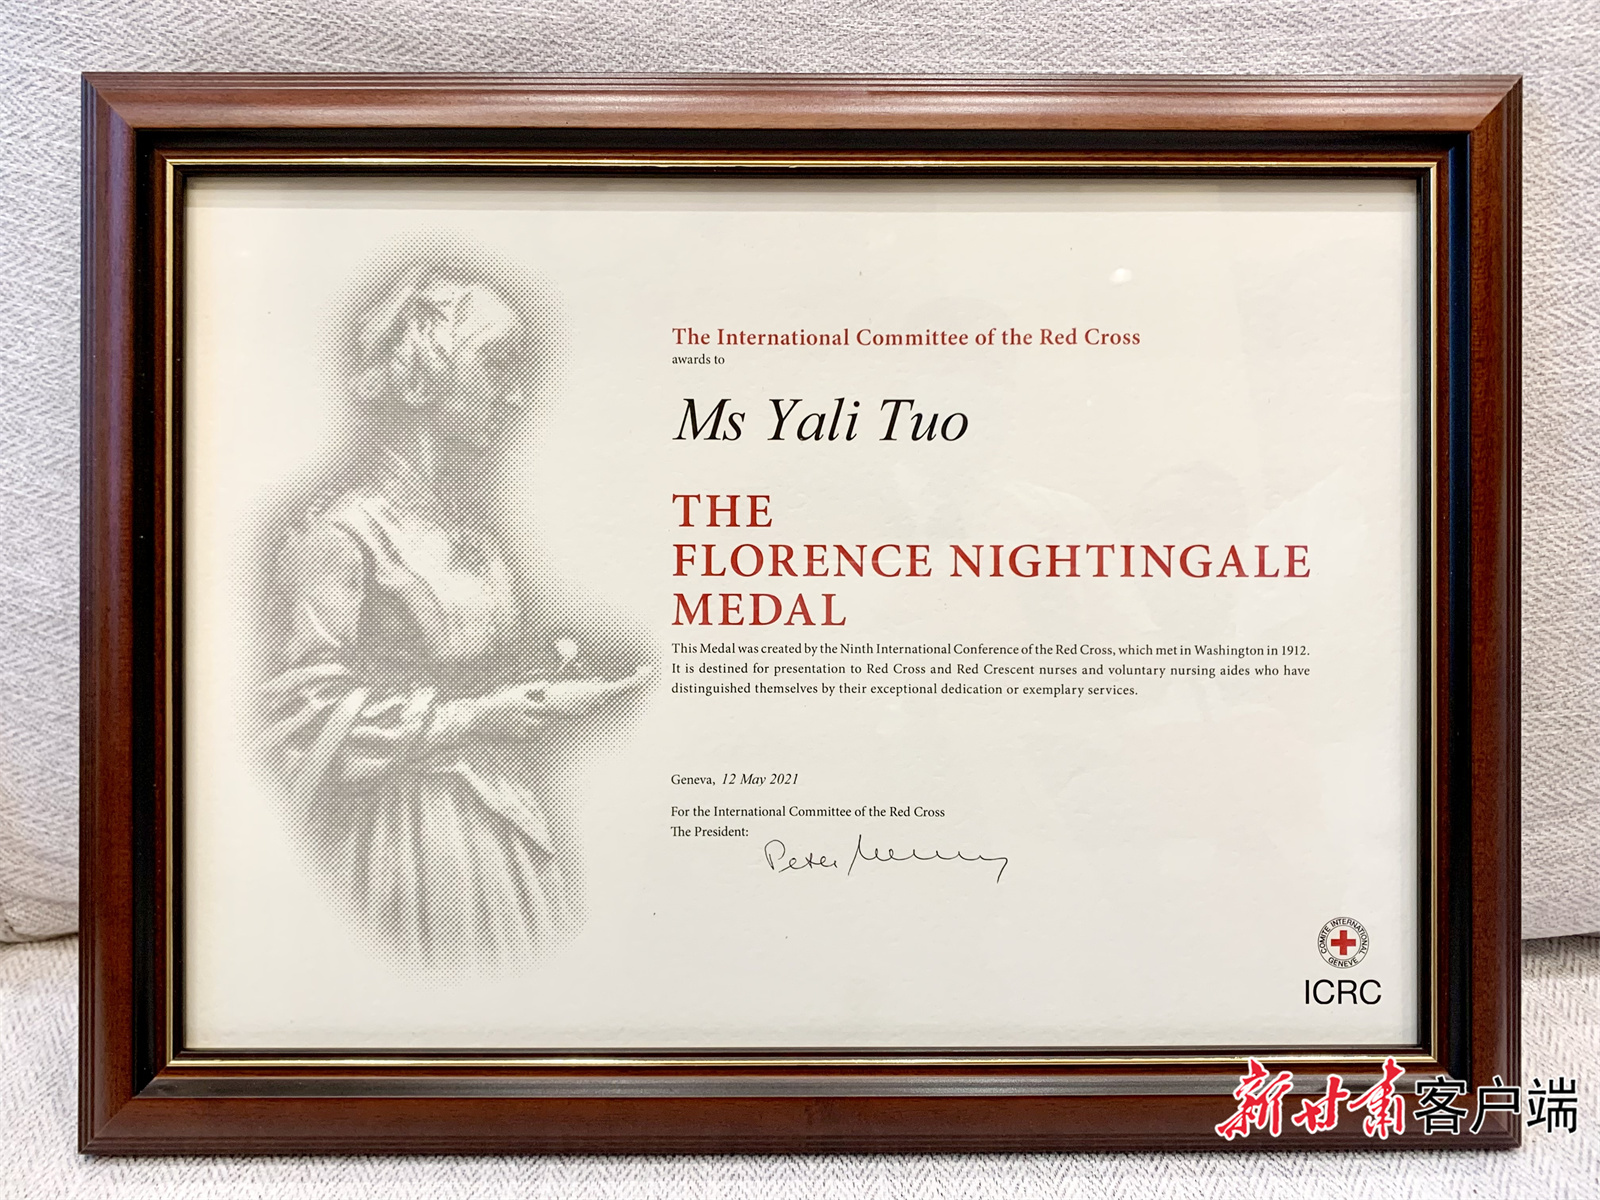 The International Committee of the Red Cross
awards to
Ms Yali Tuo
THE
FLORENCE NIGHTINGALE
MEDAL
This Medal was created by the Ninth International Conference of the Red Cross, which met in Washington in 1912.
It is destined for presentation to Red Cross and Red Crescent nurses and voluntary nursing aides who have
distinguished themselves by their exceptional dedication or exemplary services.
Geneva, 12 May 2021
For the International Committee of the Red Cross
The President:
Peter
COMITE INTERNATIONAL
GENEVE
ICRC
新甘肃客户端